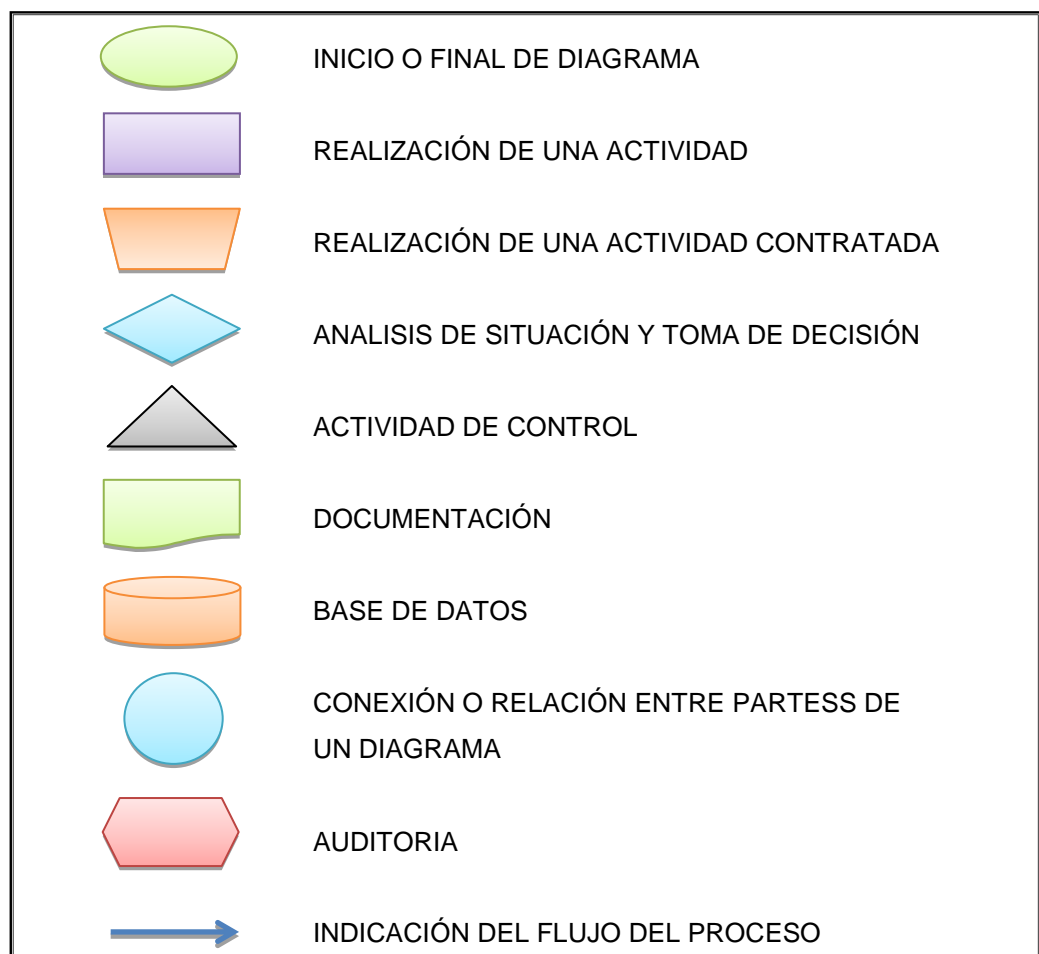 INICIO O FINAL DE DIAGRAMA
REALIZACIÓN DE UNA ACTIVIDAD
REALIZACIÓN DE UNA ACTIVIDAD CONTRATADA
ANALISIS DE SITUACIÓN Y TOMA DE DECISIÓN
ACTIVIDAD DE CONTROL
DOCUMENTACIÓN
BASE DE DATOS
CONEXIÓN O RELACIÓN ENTRE PARTESS DE
UN DIAGRAMA
AUDITORIA
INDICACIÓN DEL FLUJO DEL PROCESO